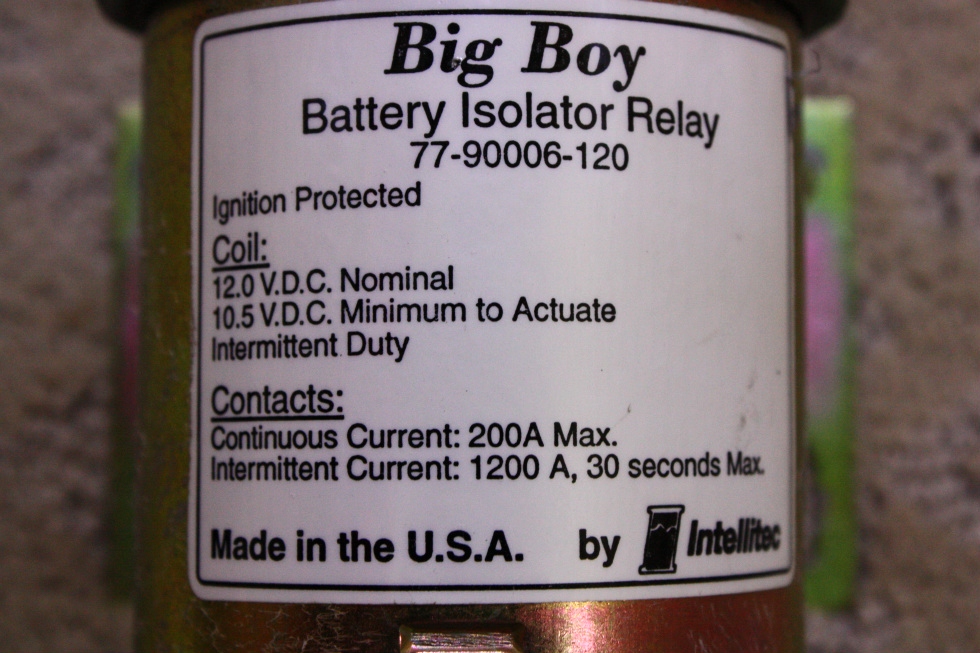 Big Boy
Battery Isolator Relay
77-90006-120
Ignition Protected
Coil:
12.0 V.D.C. Nominal
10.5 V.D.C. Minimum to Actuate
Intermittent Duty
Contacts:
Continuous Current: 200A Max.
Intermittent Current: 1200 A, 30 seconds Max.
Made in the U.S.A. by Intellitec